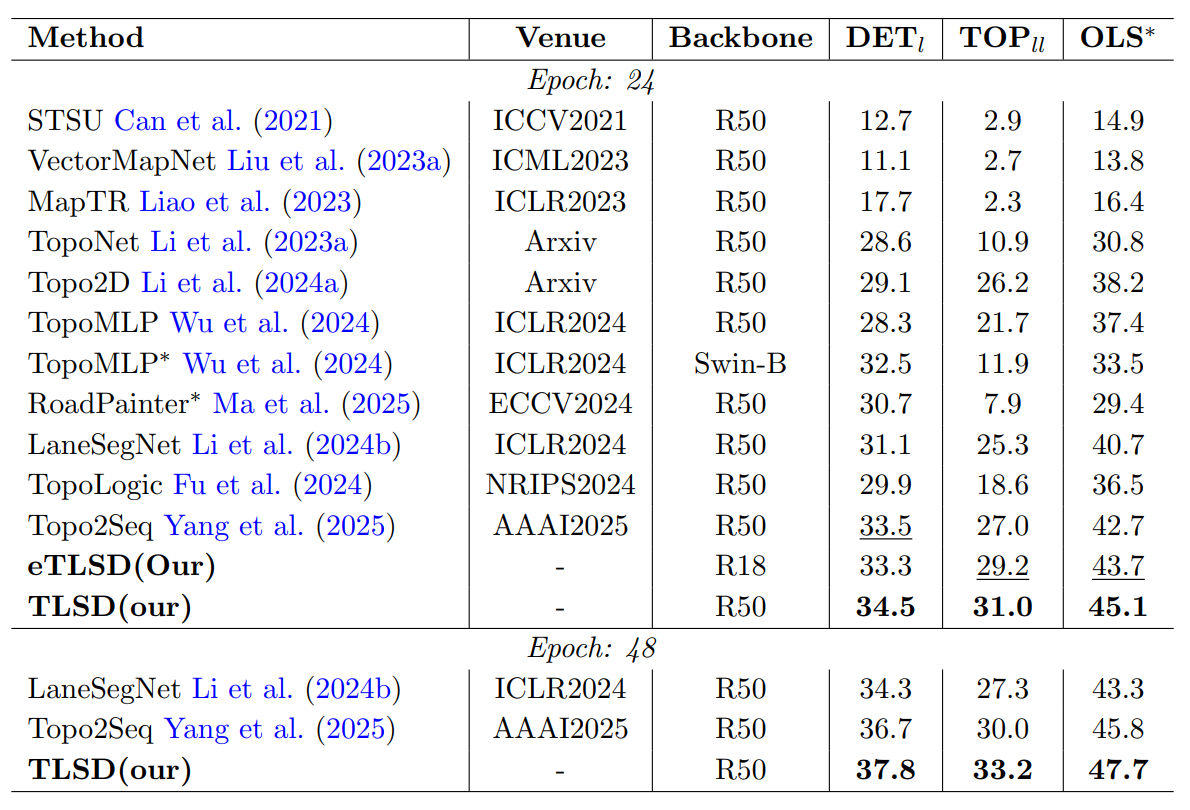 Method Venue Backbone DETl TOPll OLS*
Epoch: 24
STSU Can et al. (2021) ICCV2021 R50 12.7 2.9 14.9
VectorMapNet Liu et al. (2023a) ICML2023 R50 11.1 2.7 13.8
MapTR Liao et al. (2023) ICLR2023 R50 17.7 2.3 16.4
TopoNet Li et al. (2023a) Arxiv R50 28.6 10.9 30.8
Topo2D Li et al. (2024a) Arxiv R50 29.1 26.2 38.2
TopoMLP Wu et al. (2024) ICLR2024 R50 28.3 21.7 37.4
TopoMLP* Wu et al. (2024) ICLR2024 Swin-B 32.5 11.9 33.5
RoadPainter* Ma et al. (2025) ECCV2024 R50 30.7 7.9 29.4
LaneSegNet Li et al. (2024b) ICLR2024 R50 31.1 25.3 40.7
TopoLogic Fu et al. (2024) NRIPS2024 R50 29.9 18.6 36.5
Topo2Seq Yang et al. (2025) AAAI2025 R50 33.5 27.0 42.7
eTLSD(Our) - R18 33.3 29.2 43.7
TLSD(our) - R50 34.5 31.0 45.1
Epoch: 48
LaneSegNet Li et al. (2024b) ICLR2024 R50 34.3 27.3 43.3
Topo2Seq Yang et al. (2025) AAAI2025 R50 36.7 30.0 45.8
TLSD(our) - R50 37.8 33.2 47.7